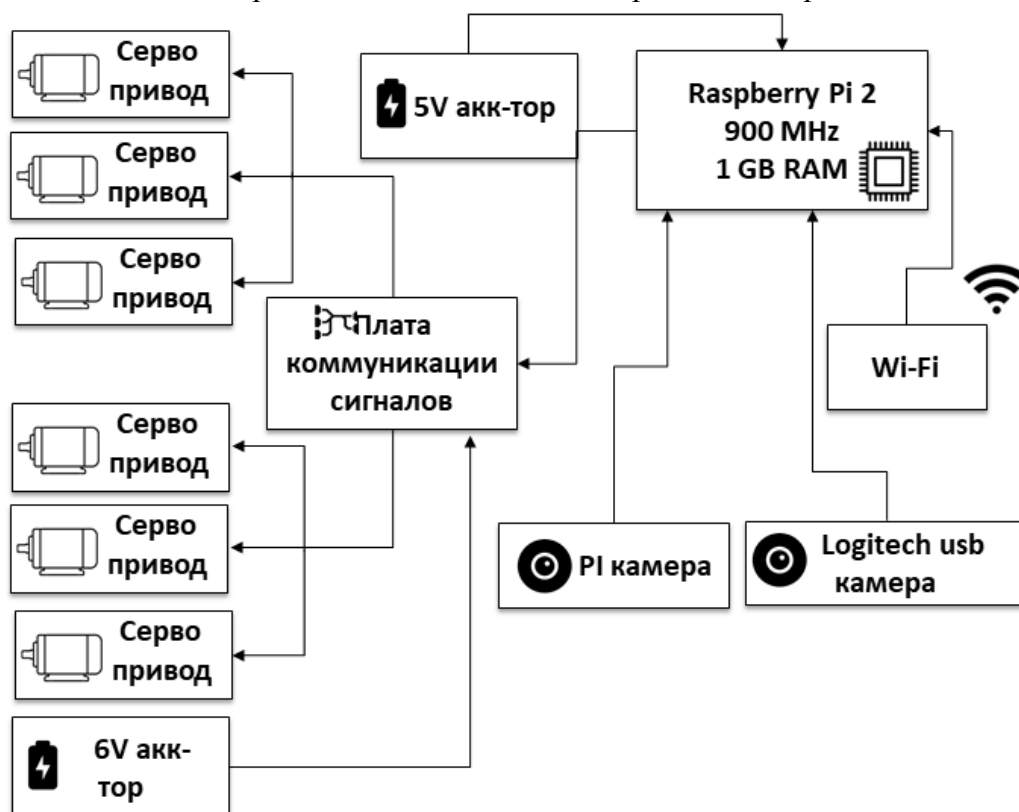 Серво
привод
Серво
привод
Серво
привод
5V акк-тор
Raspberry Pi 2
900 MHz
1 GB RAM
Плата
коммуникации
сигналов
Wi-Fi
Серво
привод
Серво
привод
Серво
привод
PI камера
Logitech usb
камера
6V акк-
тор